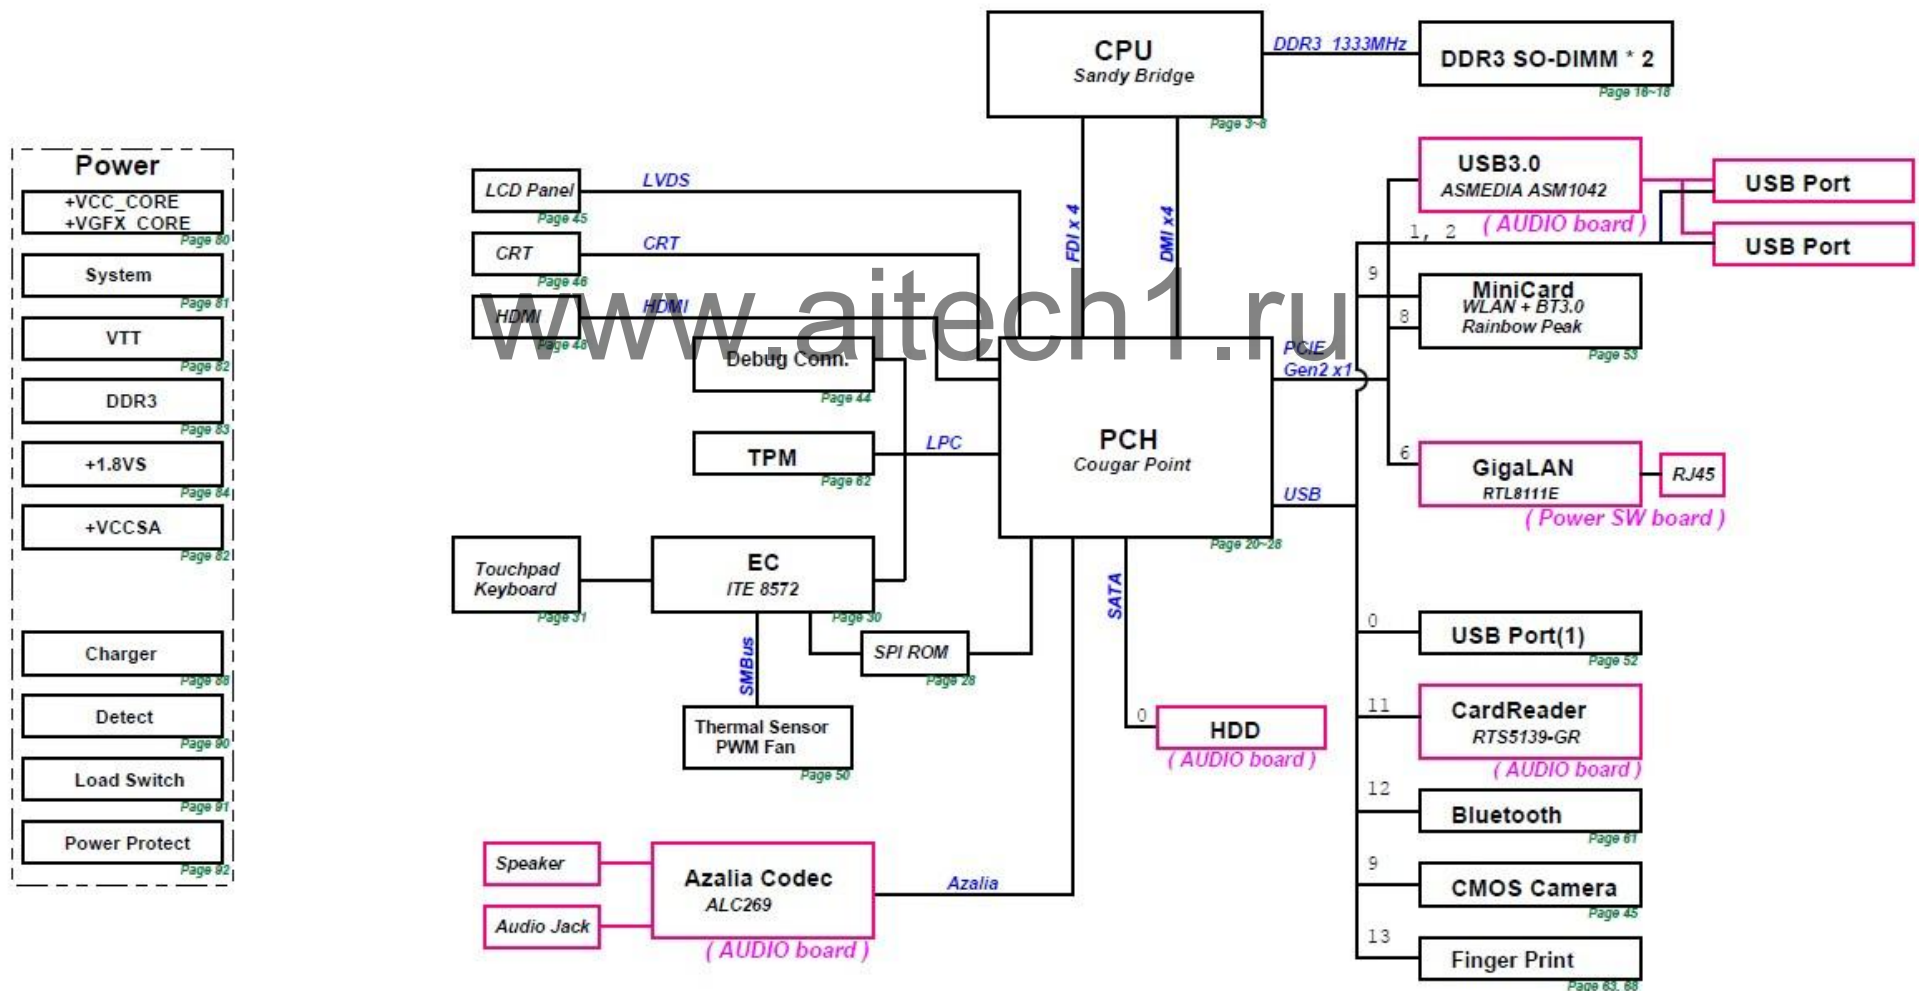 Power
+VCC_CORE
+VGFX_CORE
Page 80
System
Page 81
VTT
Page 82
DDR3
Page 83
+1.8VS
Page 84
+VCCSA
Page 82
Charger
Page 88
Detect
Page 90
Load Switch
Page 91
Power Protect
Page 92
CPU
Sandy Bridge
Page 3~8
DDR3 1333MHz
DDR3 SO-DIMM * 2
Page 16~18
FDI x 4
DMI x4
LCD Panel
Page 45
LVDS
CRT
Page 46
CRT
HDMI
Page 48
HDMI
www.aitech1.ru
Debug Conn.
Page 44
TPM
Page 62
LPC
PCH
Cougar Point
Page 20~28
PCIE
Gen2 x1
USB
Touchpad
Keyboard
Page 31
EC
ITE 8572
Page 30
SPI ROM
Page 28
SMBus
Thermal Sensor
PWM Fan
Page 50
SATA
0
HDD
( AUDIO board )
Speaker
Audio Jack
Azalia Codec
ALC269
( AUDIO board )
Azalia
USB3.0
ASMEDIA ASM1042
( AUDIO board )
USB Port
USB Port
1, 2
9
8
MiniCard
WLAN + BT3.0
Rainbow Peak
Page 53
6
GigaLAN
RTL8111E
RJ45
( Power SW board )
0
USB Port(1)
Page 52
11
CardReader
RTS5139-GR
( AUDIO board )
12
Bluetooth
Page 61
9
CMOS Camera
Page 45
13
Finger Print
Page 63, 68